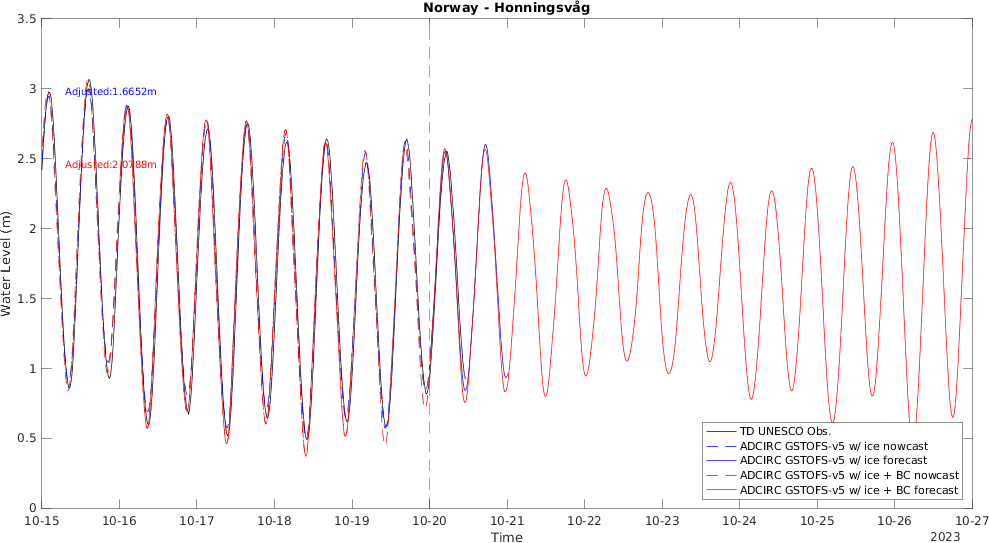 Norway - Honningsvåg
3.5
3
2.5
2
1.5
1
0.5
0
Water Level (m)
Adjusted:1.6652m
Adjusted:2.0788m
TD UNESCO Obs.
ADCIRC GSTOFS-v5 w/ ice nowcast
ADCIRC GSTOFS-v5 w/ ice forecast
ADCIRC GSTOFS-v5 w/ ice + BC nowcast
ADCIRC GSTOFS-v5 w/ ice + BC forecast
10-15 10-16 10-17 10-18 10-19 10-20 10-21 10-22 10-23 10-24 10-25 10-26 10-27
Time
2023